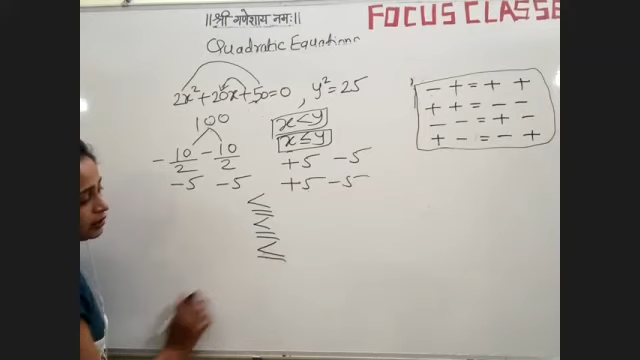 ॥श्री गणेशाय नमः॥
FOCUS CLASSE
Quadratic Equations
2x² + 20x + 50 = 0 , y² = 25
100
x < y
x ≤ y
- 10/2 - 10/2
+5 -5
-5 -5
+5 -5
<
≤
≤
- + = + +
+ + = - -
- - = + -
+ - = - +